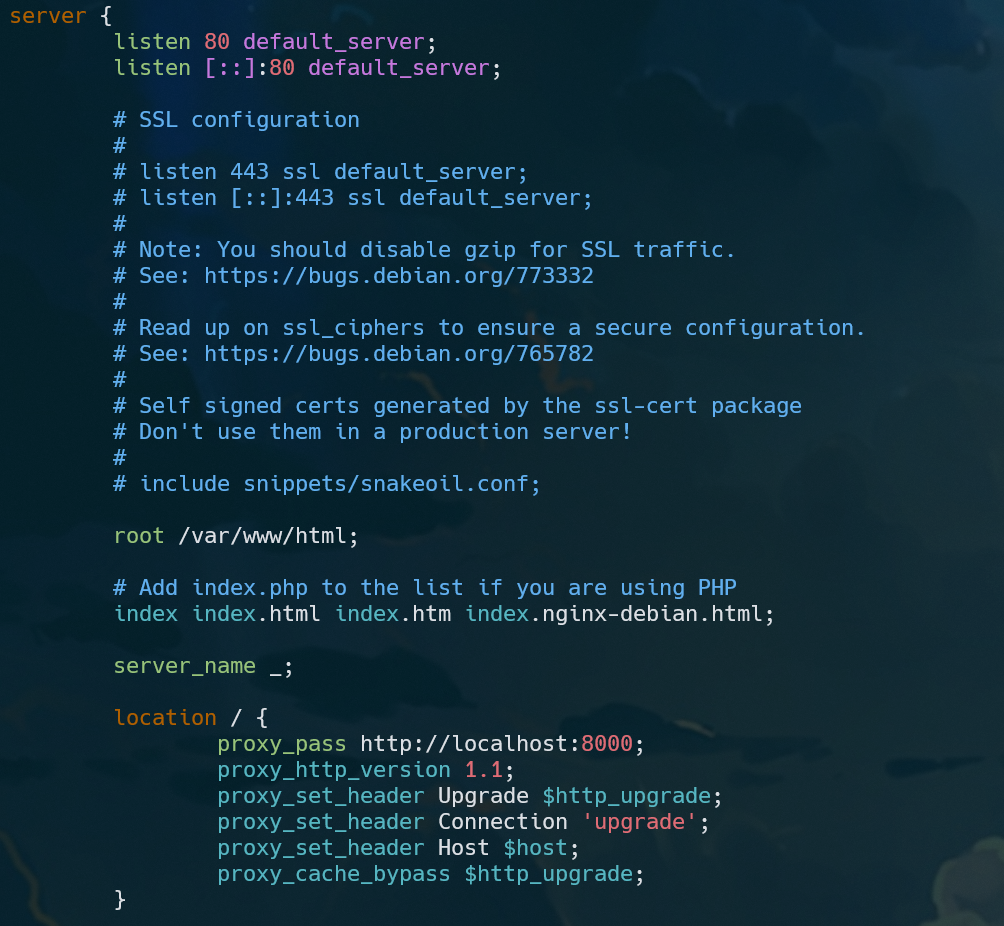 server {
listen 80 default_server;
listen [::]:80 default_server;
# SSL configuration
#
# listen 443 ssl default_server;
# listen [::]:443 ssl default_server;
#
# Note: You should disable gzip for SSL traffic.
# See: https://bugs.debian.org/773332
#
# Read up on ssl_ciphers to ensure a secure configuration.
# See: https://bugs.debian.org/765782
#
# Self signed certs generated by the ssl-cert package
# Don't use them in a production server!
#
# include snippets/snakeoil.conf;
root /var/www/html;
# Add index.php to the list if you are using PHP
index index.html index.htm index.nginx-debian.html;
server_name _;
location / {
proxy_pass http://localhost:8000;
proxy_http_version 1.1;
proxy_set_header Upgrade $http_upgrade;
proxy_set_header Connection 'upgrade';
proxy_set_header Host $host;
proxy_cache_bypass $http_upgrade;
}